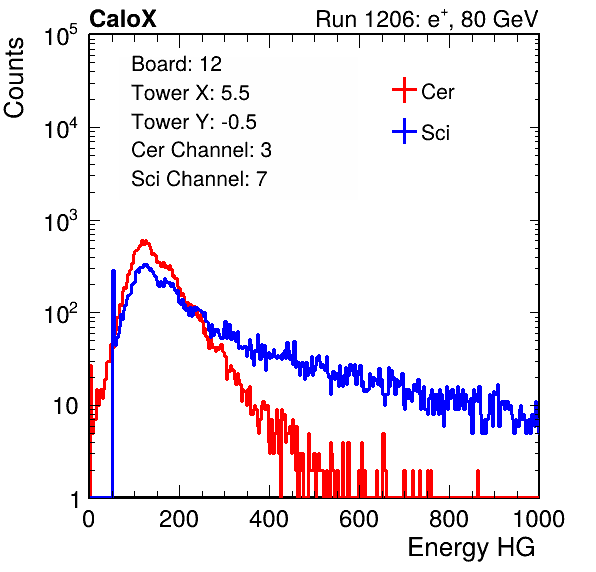 CaloX Run 1206: e⁺, 80 GeV
Counts
10⁵
10⁴
10³
10²
10
1
Board: 12
Tower X: 5.5
Tower Y: -0.5
Cer Channel: 3
Sci Channel: 7
Cer
Sci
0 200 400 600 800 1000
Energy HG